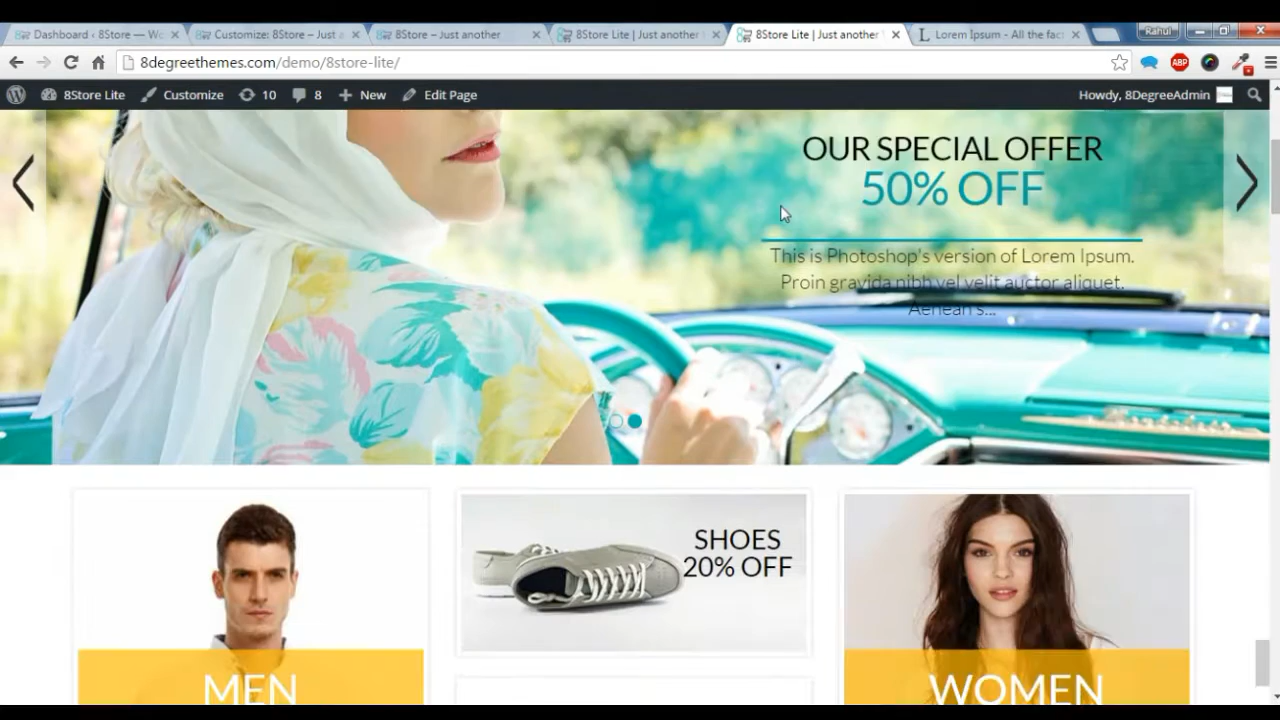 Dashboard ‹ 8Store — Wc
Customize: 8Store – Just a
8Store – Just another
8Store Lite | Just another
8Store Lite | Just another
Lorem Ipsum - All the fac
Rahul
8degreethemes.com/demo/8store-lite/
ABP
8Store Lite
Customize
10
8
New
Edit Page
Howdy, 8DegreeAdmin
OUR SPECIAL OFFER
50% OFF
This is Photoshop's version of Lorem Ipsum.
Proin gravida nibh vel velit auctor aliquet.
Aenean s...
SHOES
20% OFF
MEN
WOMEN